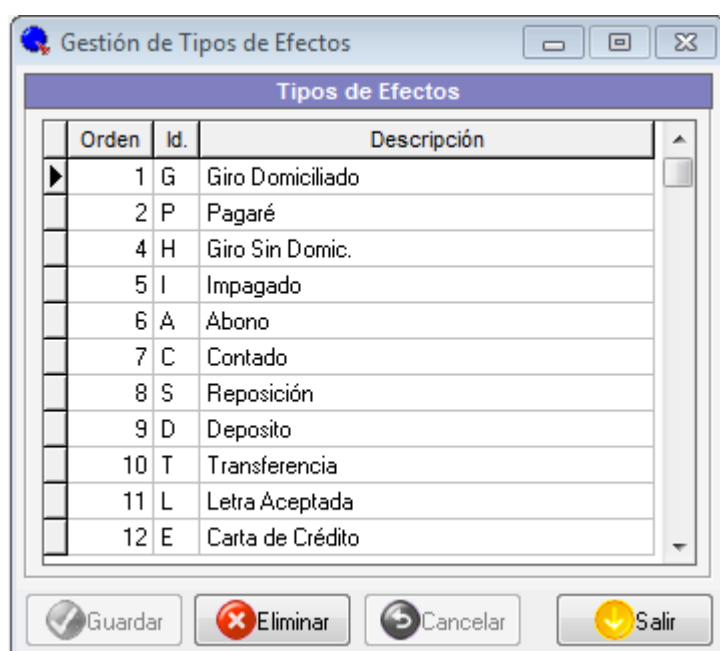 Gestión de Tipos de Efectos
Tipos de Efectos
Orden Id. Descripción
1 G Giro Domiciliado
2 P Pagaré
4 H Giro Sin Domic.
5 I Impagado
6 A Abono
7 C Contado
8 S Reposición
9 D Deposito
10 T Transferencia
11 L Letra Aceptada
12 E Carta de Crédito
Guardar Eliminar Cancelar Salir